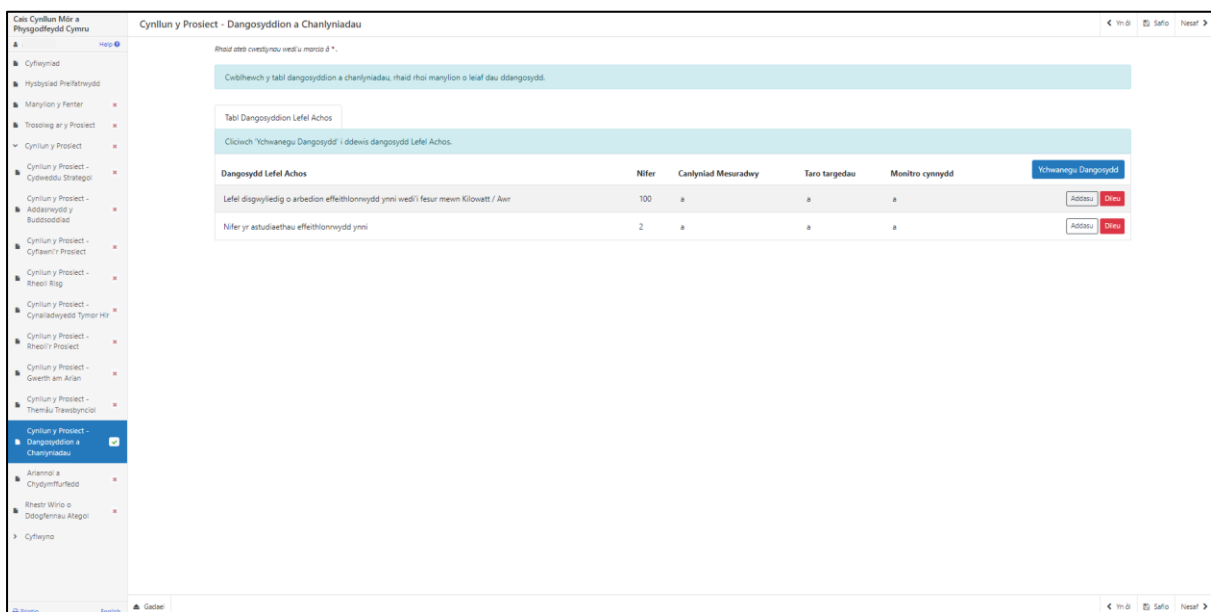 Cais Cynllun Môr a
Physgodfeydd Cymru
Help
Cyflwyniad
Hysbysiad Preifatrwydd
Manylion y Fenter
Trosolwg ar y Prosiect
Cynllun y Prosiect
Cynllun y Prosiect -
Cydweddu Strategol
Cynllun y Prosiect -
Addasrwydd y
Buddsoddiad
Cynllun y Prosiect -
Cyflawni'r Prosiect
Cynllun y Prosiect -
Rheoli Risg
Cynllun y Prosiect -
Cynaliadwyedd Tymor Hir
Cynllun y Prosiect -
Rheoli'r Prosiect
Cynllun y Prosiect -
Gwerth am Arian
Cynllun y Prosiect -
Themâu Trawsbynciol
Cynllun y Prosiect -
Dangosyddion a
Chanlyniadau
Ariannol a
Chydymffurfedd
Rhestr Wirio o
Ddogfennau Ategol
Cyflwyno
Printio English
Cynllun y Prosiect - Dangosyddion a Chanlyniadau
Yn ôl Safio Nesaf
Rhaid ateb cwestiynau wedi'u marcio â *.
Cwblhewch y tabl dangosyddion a chanlyniadau, rhaid rhoi manylion o leiaf dau ddangosydd.
Tabl Dangosyddion Lefel Achos
Cliciwch 'Ychwanegu Dangosydd' i ddewis dangosydd Lefel Achos.
Dangosydd Lefel Achos Nifer Canlyniad Mesuradwy Taro targedau Monitro cynnydd Ychwanegu Dangosydd
Lefel disgwyliedig o arbedion effeithlonrwydd ynni wedi'i fesur mewn Kilowatt / Awr 100 a a a Addasu Dileu
Nifer yr astudiaethau effeithlonrwydd ynni 2 a a a Addasu Dileu
Gadael
Yn ôl Safio Nesaf